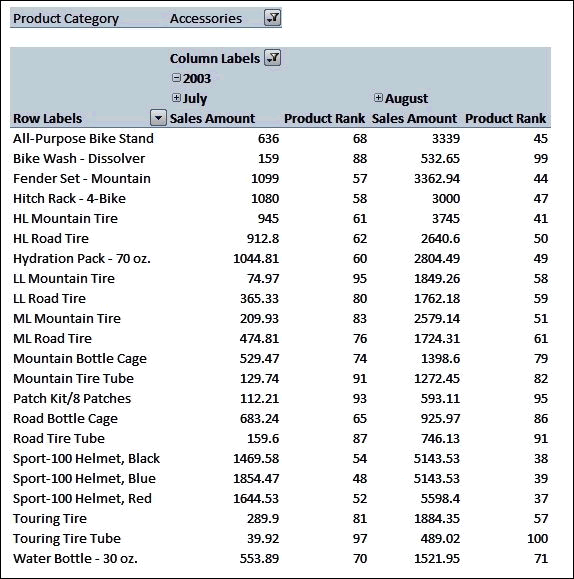 Product Category Accessories
Column Labels
2003
July August
Row Labels Sales Amount Product Rank Sales Amount Product Rank
All-Purpose Bike Stand 636 68 3339 45
Bike Wash - Dissolver 159 88 532.65 99
Fender Set - Mountain 1099 57 3362.94 44
Hitch Rack - 4-Bike 1080 58 3000 47
HL Mountain Tire 945 61 3745 41
HL Road Tire 912.8 62 2640.6 50
Hydration Pack - 70 oz. 1044.81 60 2804.49 49
LL Mountain Tire 74.97 95 1849.26 58
LL Road Tire 365.33 80 1762.18 59
ML Mountain Tire 209.93 83 2579.14 51
ML Road Tire 474.81 76 1724.31 61
Mountain Bottle Cage 529.47 74 1398.6 79
Mountain Tire Tube 129.74 91 1272.45 82
Patch Kit/8 Patches 112.21 93 593.11 95
Road Bottle Cage 683.24 65 925.97 86
Road Tire Tube 159.6 87 746.13 91
Sport-100 Helmet, Black 1469.58 54 5143.53 38
Sport-100 Helmet, Blue 1854.47 48 5143.53 39
Sport-100 Helmet, Red 1644.53 52 5598.4 37
Touring Tire 289.9 81 1884.35 57
Touring Tire Tube 39.92 97 489.02 100
Water Bottle - 30 oz. 553.89 70 1521.95 71